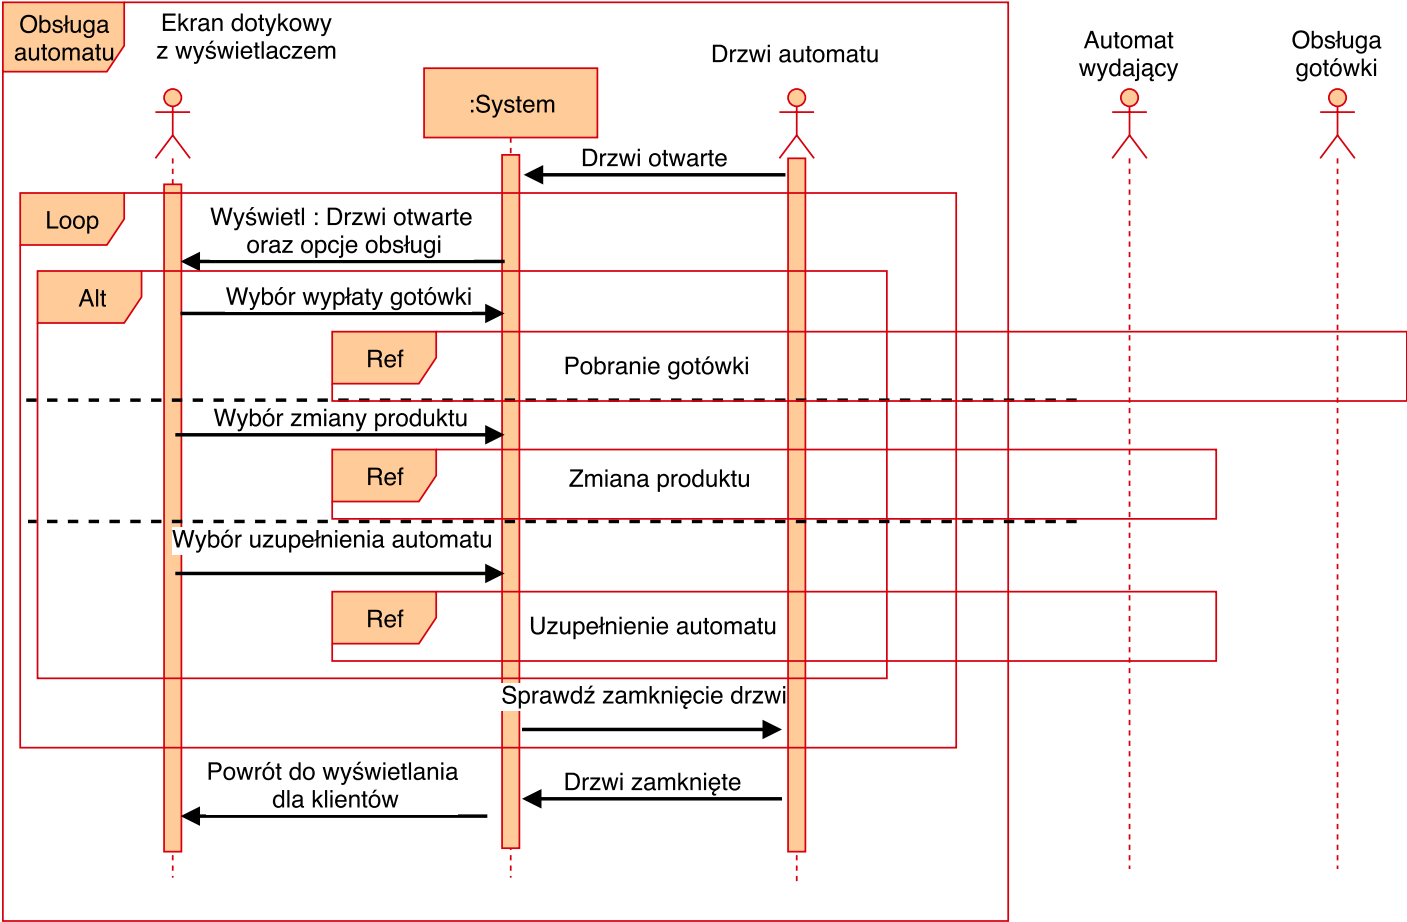 Obsługa
automatu
Ekran dotykowy
z wyświetlaczem
:System
Drzwi automatu
Automat
wydający
Obsługa
gotówki
Drzwi otwarte
Loop
Wyświetl : Drzwi otwarte
oraz opcje obsługi
Alt
Wybór wypłaty gotówki
Ref
Pobranie gotówki
Wybór zmiany produktu
Ref
Zmiana produktu
Wybór uzupełnienia automatu
Ref
Uzupełnienie automatu
Sprawdź zamknięcie drzwi
Powrót do wyświetlania
dla klientów
Drzwi zamknięte